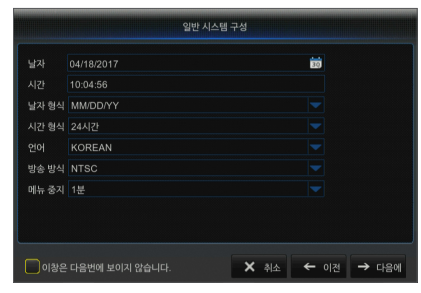 일반 시스템 구성
날자 04/18/2017 30
시간 10:04:56
날자 형식 MM/DD/YY
시간 형식 24시간
언어 KOREAN
방송 방식 NTSC
메뉴 중지 1분
이창은 다음번에 보이지 않습니다. 취소 이전 다음에